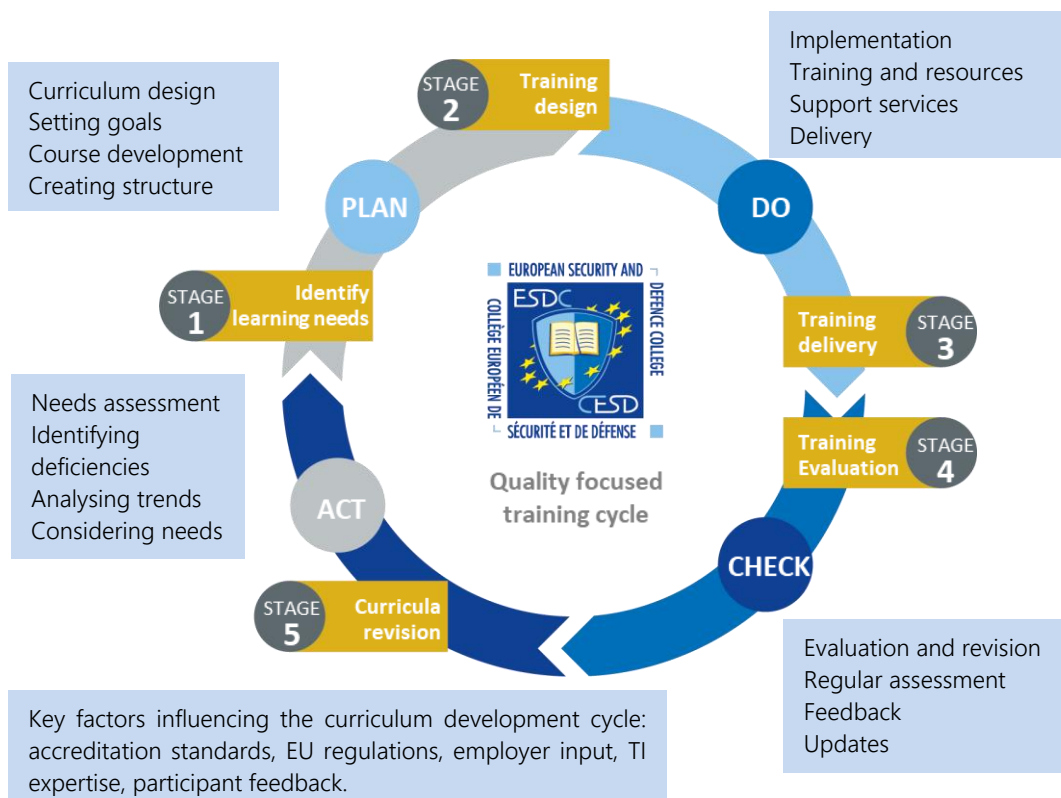 Implementation
Training and resources
Support services
Delivery
Curriculum design
Setting goals
Course development
Creating structure
STAGE
2
Training
design
PLAN
DO
STAGE
1
Identify
learning needs
EUROPEAN SECURITY AND
DEFENCE COLLEGE
COLLÈGE EUROPÉEN DE
SÉCURITÉ ET DE DÉFENSE
ESDC
CESD
Training
delivery
STAGE
3
Needs assessment
Identifying
deficiencies
Analysing trends
Considering needs
Training
Evaluation
STAGE
4
Quality focused
training cycle
ACT
CHECK
STAGE
5
Curricula
revision
Evaluation and revision
Regular assessment
Feedback
Updates
Key factors influencing the curriculum development cycle:
accreditation standards, EU regulations, employer input, TI
expertise, participant feedback.